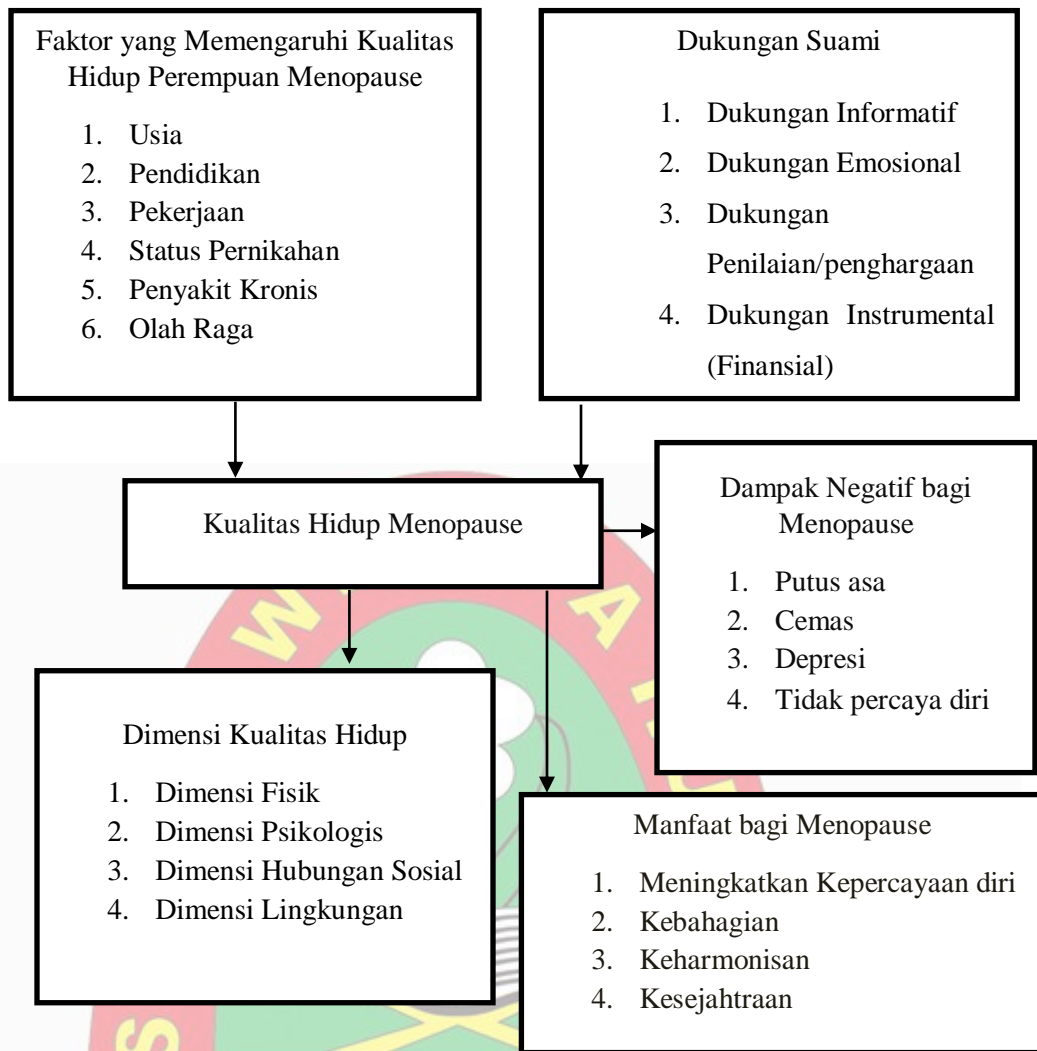 Faktor yang Memengaruhi Kualitas
Hidup Perempuan Menopause
1. Usia
2. Pendidikan
3. Pekerjaan
4. Status Pernikahan
5. Penyakit Kronis
6. Olah Raga
Dukungan Suami
1. Dukungan Informatif
2. Dukungan Emosional
3. Dukungan
Penilaian/penghargaan
4. Dukungan Instrumental
(Finansial)
Kualitas Hidup Menopause
Dampak Negatif bagi
Menopause
1. Putus asa
2. Cemas
3. Depresi
4. Tidak percaya diri
Dimensi Kualitas Hidup
1. Dimensi Fisik
2. Dimensi Psikologis
3. Dimensi Hubungan Sosial
4. Dimensi Lingkungan
Manfaat bagi Menopause
1. Meningkatkan Kepercayaan diri
2. Kebahagian
3. Keharmonisan
4. Kesejahtraan